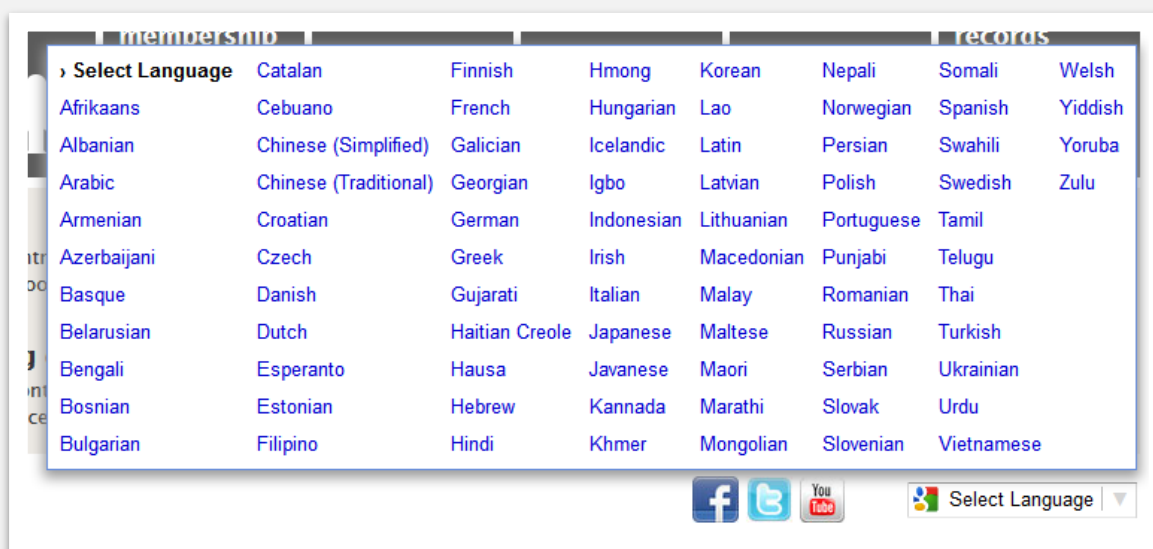 membership
records
› Select Language Catalan Finnish Hmong Korean Nepali Somali Welsh
Afrikaans Cebuano French Hungarian Lao Norwegian Spanish Yiddish
Albanian Chinese (Simplified) Galician Icelandic Latin Persian Swahili Yoruba
Arabic Chinese (Traditional) Georgian Igbo Latvian Polish Swedish Zulu
Armenian Croatian German Indonesian Lithuanian Portuguese Tamil
Azerbaijani Czech Greek Irish Macedonian Punjabi Telugu
Basque Danish Gujarati Italian Malay Romanian Thai
Belarusian Dutch Haitian Creole Japanese Maltese Russian Turkish
Bengali Esperanto Hausa Javanese Maori Serbian Ukrainian
Bosnian Estonian Hebrew Kannada Marathi Slovak Urdu
Bulgarian Filipino Hindi Khmer Mongolian Slovenian Vietnamese
You
Tube
Select Language